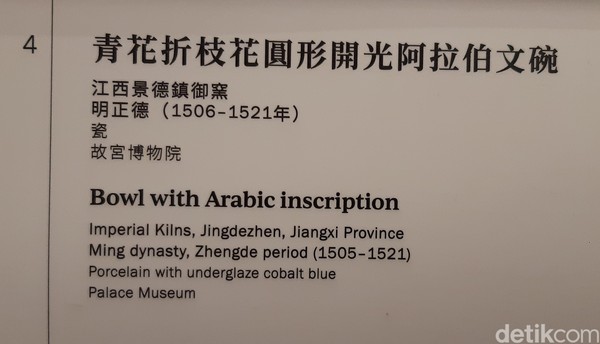 4
青花折枝花圓形開光阿拉伯文碗
江西景德鎮御窯
明正德（1506–1521年）
瓷
故宮博物院
Bowl with Arabic inscription
Imperial Kilns, Jingdezhen, Jiangxi Province
Ming dynasty, Zhengde period (1505–1521)
Porcelain with underglaze cobalt blue
Palace Museum
detikcom